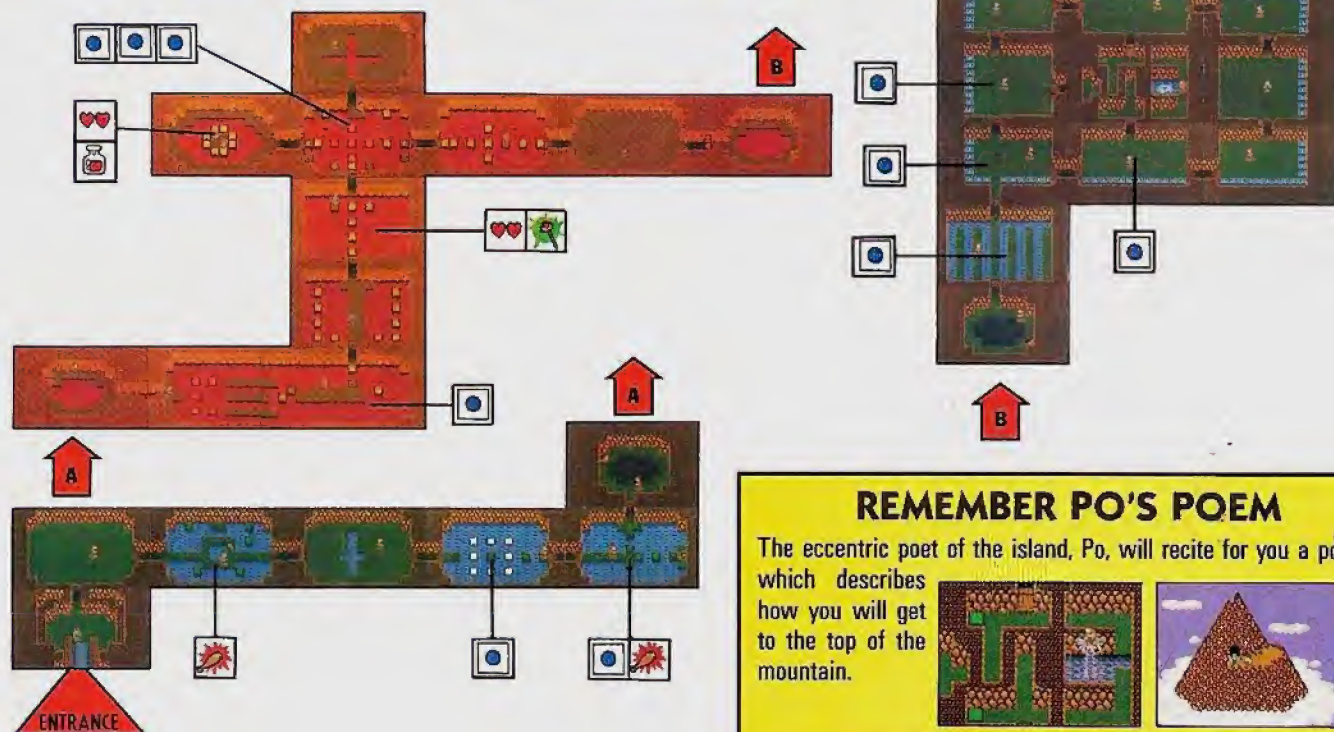 B
A
A
B
ENTRANCE
REMEMBER PO'S POEM
The eccentric poet of the island, Po, will recite for you a
which describes
how you will get
to the top of the
mountain.